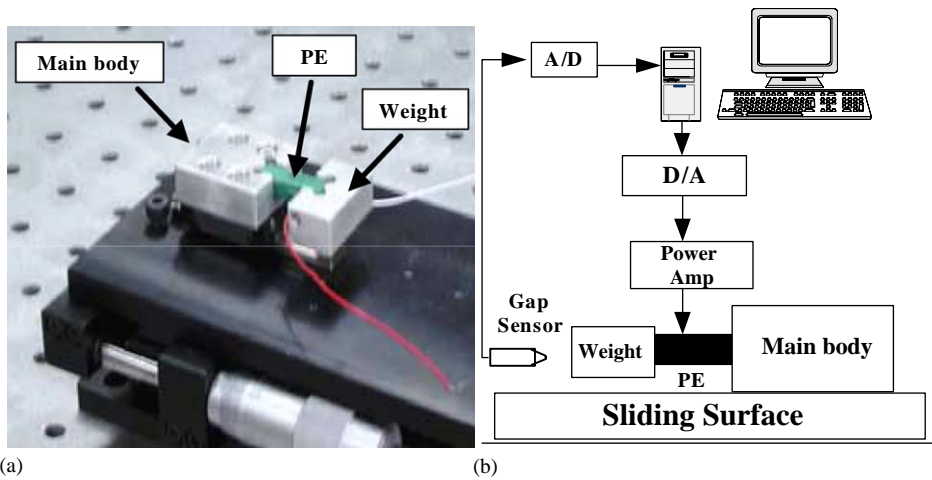 Main body
PE
Weight
(a)
A/D
D/A
Power
Amp
Gap
Sensor
Weight
PE
Main body
Sliding Surface
(b)